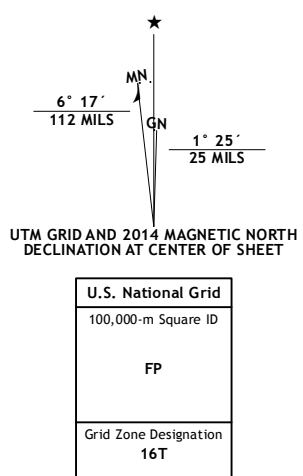 ★
MN
GN
6° 17´
112 MILS
1° 25´
25 MILS
UTM GRID AND 2014 MAGNETIC NORTH
DECLINATION AT CENTER OF SHEET
U.S. National Grid
100,000-m Square ID
FP
Grid Zone Designation
16T